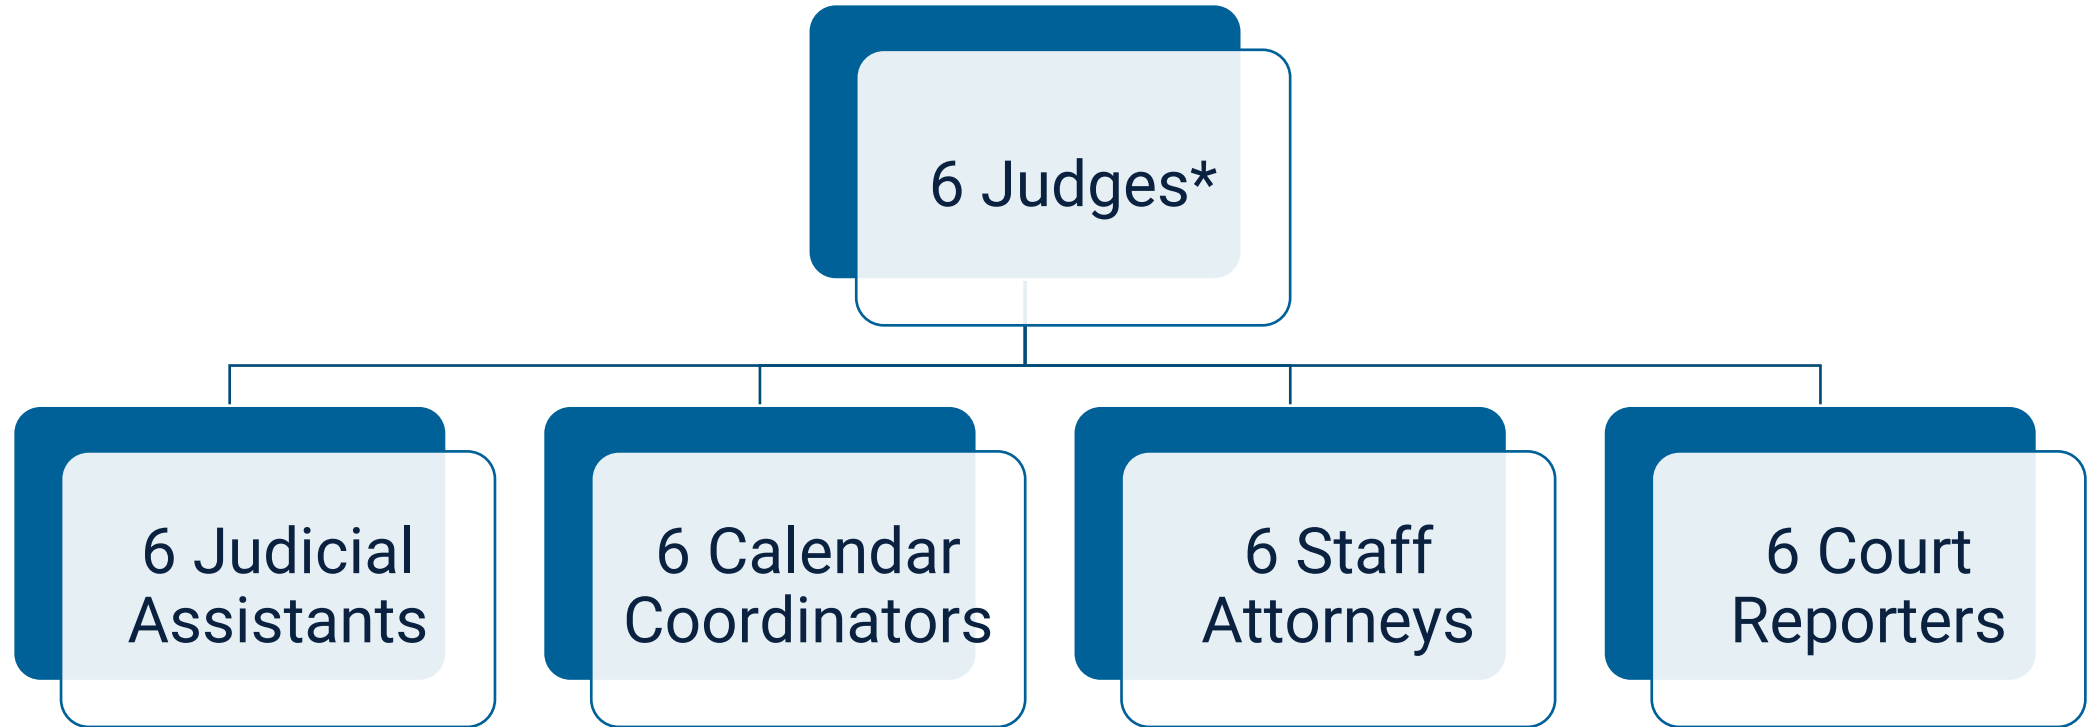 6 Judges*
6 Judicial
Assistants
6 Calendar
Coordinators
6 Staff
Attorneys
6 Court
Reporters